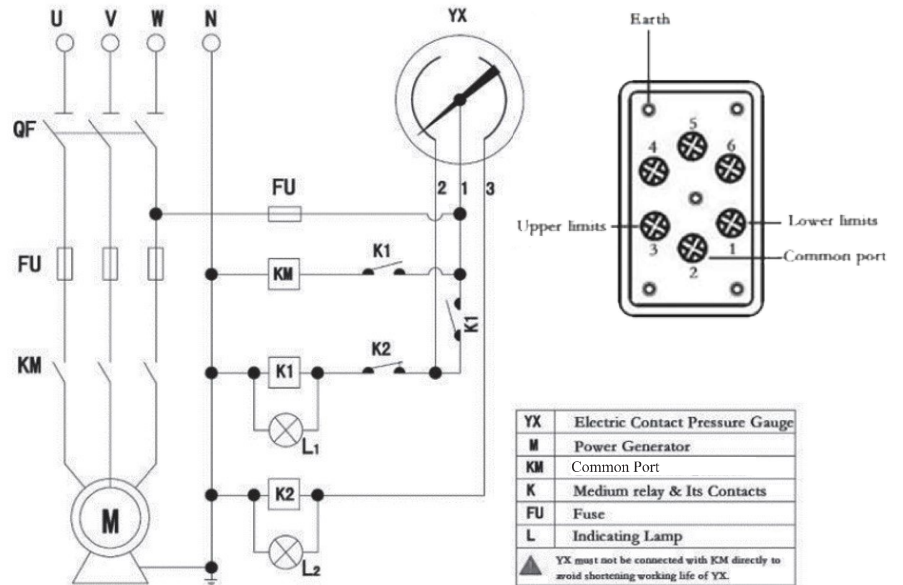 U V W N YX
QF
2 1 3
FU
FU
K1
KM
K1
K2
KM
K1
L1
K2
M
L2
Earth
5
4 6
Upper limits
Lower limits
3 1
2
Common port
YX Electric Contact Pressure Gauge
M Power Generator
KM Common Port
K Medium relay & Its Contacts
FU Fuse
L Indicating Lamp
YX must not be connected with KM directly to
avoid shortening working life of YX.